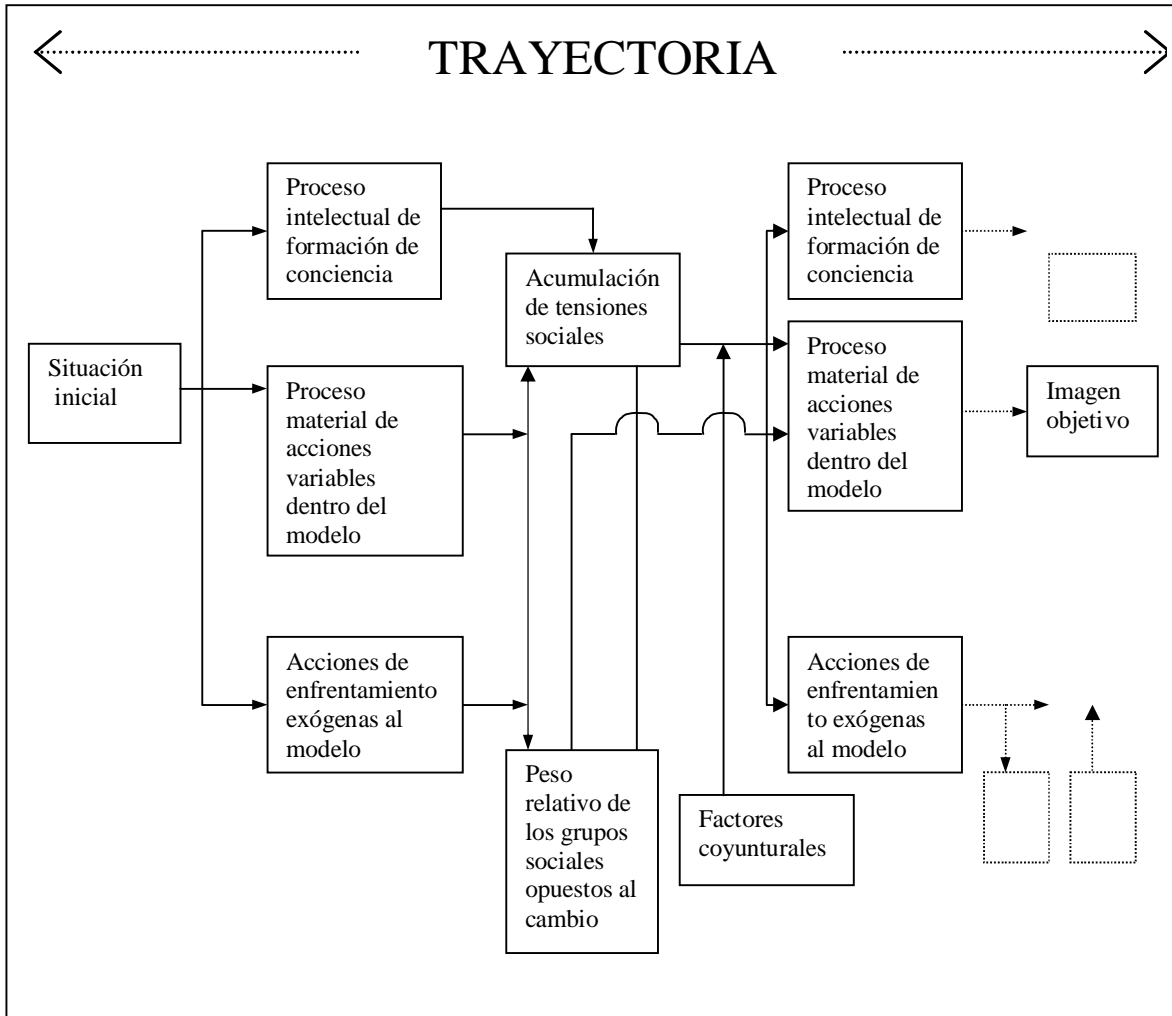 TRAYECTORIA
Proceso
intelectual de
formación de
conciencia
Situación
inicial
Proceso
material de
acciones
variables
dentro del
modelo
Acciones de
enfrentamiento
exógenas al
modelo
Acumulación
de tensiones
sociales
Peso
relativo de
los grupos
sociales
opuestos al
cambio
Factores
coyunturales
Proceso
intelectual de
formación de
conciencia
Proceso
material de
acciones
variables
dentro del
modelo
Acciones de
enfrentamien
to exógenas
al modelo
Imagen
objetivo